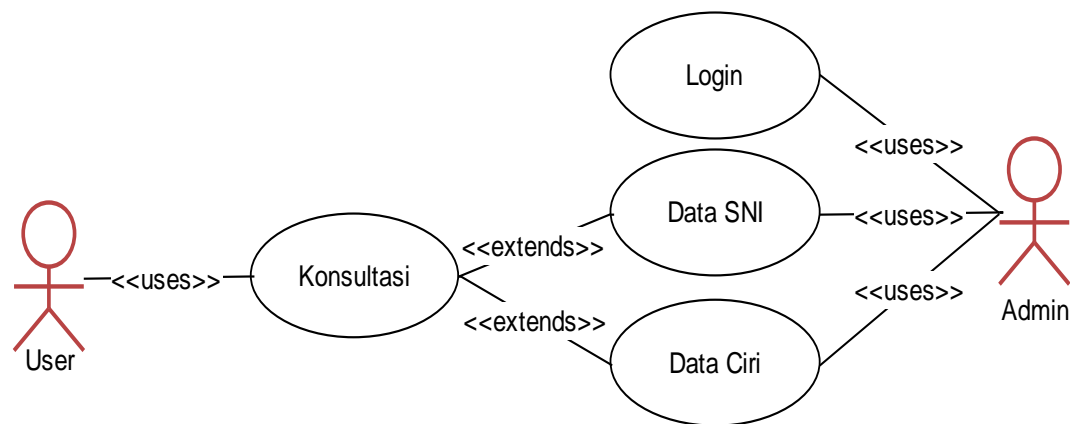 Login
<<uses>>
Data SNI
<<uses>>
<<extends>>
<<uses>>
Konsultasi
<<uses>>
<<extends>>
Admin
User
Data Ciri